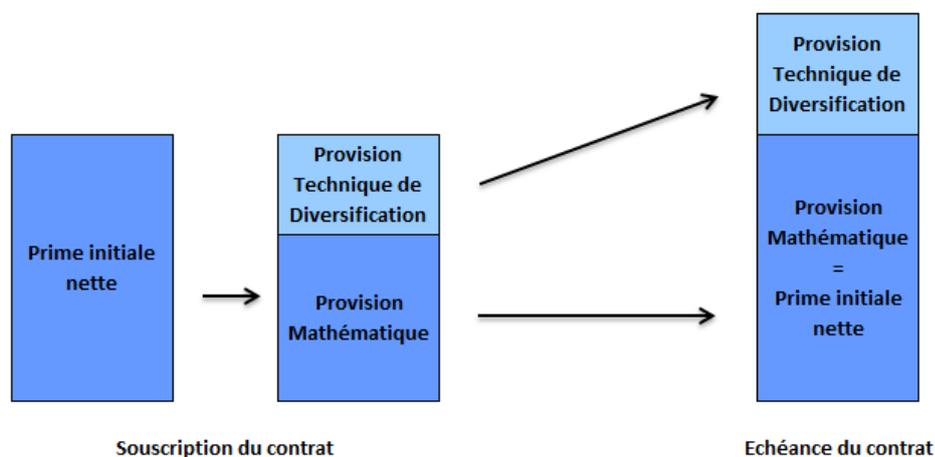 Prime initiale
nette
Provision
Technique de
Diversification
Provision
Mathématique
Provision
Technique de
Diversification
Provision
Mathématique
=
Prime initiale
nette
Souscription du contrat
Echéance du contrat